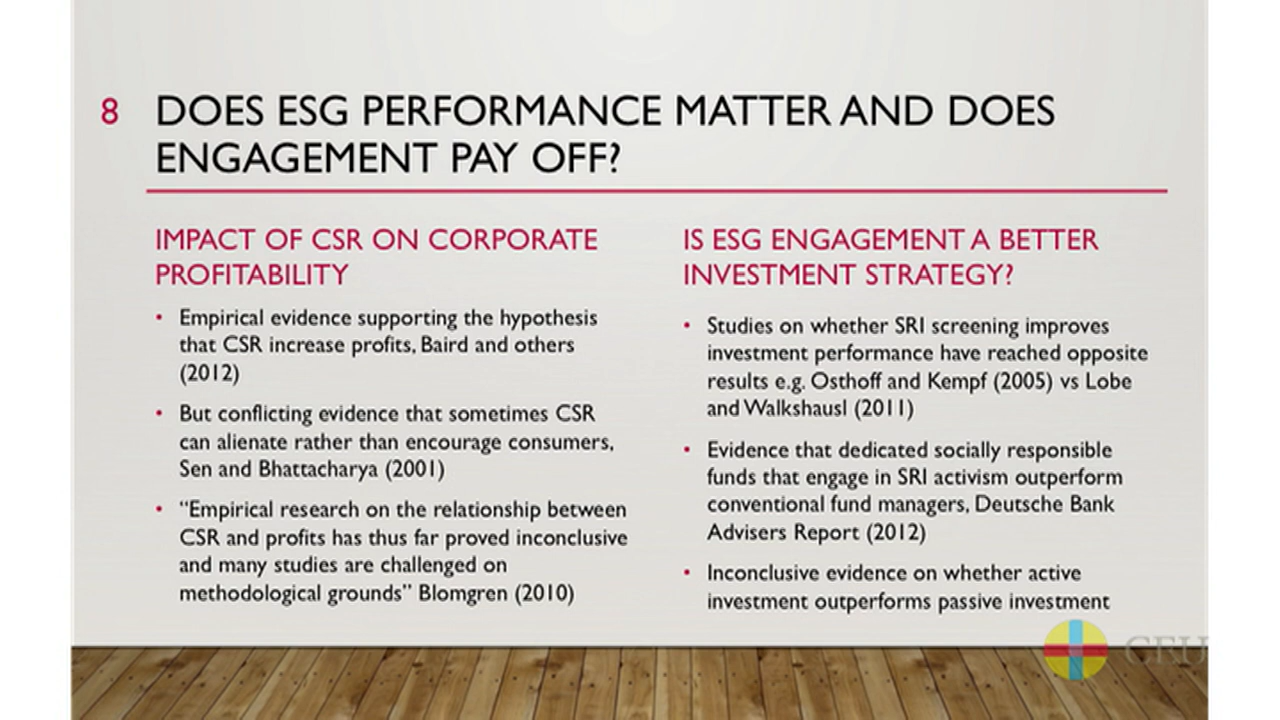 8
DOES ESG PERFORMANCE MATTER AND DOES
ENGAGEMENT PAY OFF?
IMPACT OF CSR ON CORPORATE
PROFITABILITY
• Empirical evidence supporting the hypothesis
that CSR increase profits, Baird and others
(2012)
• But conflicting evidence that sometimes CSR
can alienate rather than encourage consumers,
Sen and Bhattacharya (2001)
• “Empirical research on the relationship between
CSR and profits has thus far proved inconclusive
and many studies are challenged on
methodological grounds” Blomgren (2010)
IS ESG ENGAGEMENT A BETTER
INVESTMENT STRATEGY?
• Studies on whether SRI screening improves
investment performance have reached opposite
results e.g. Osthoff and Kempf (2005) vs Lobe
and Walkshausl (2011)
• Evidence that dedicated socially responsible
funds that engage in SRI activism outperform
conventional fund managers, Deutsche Bank
Advisers Report (2012)
• Inconclusive evidence on whether active
investment outperforms passive investment
CEU